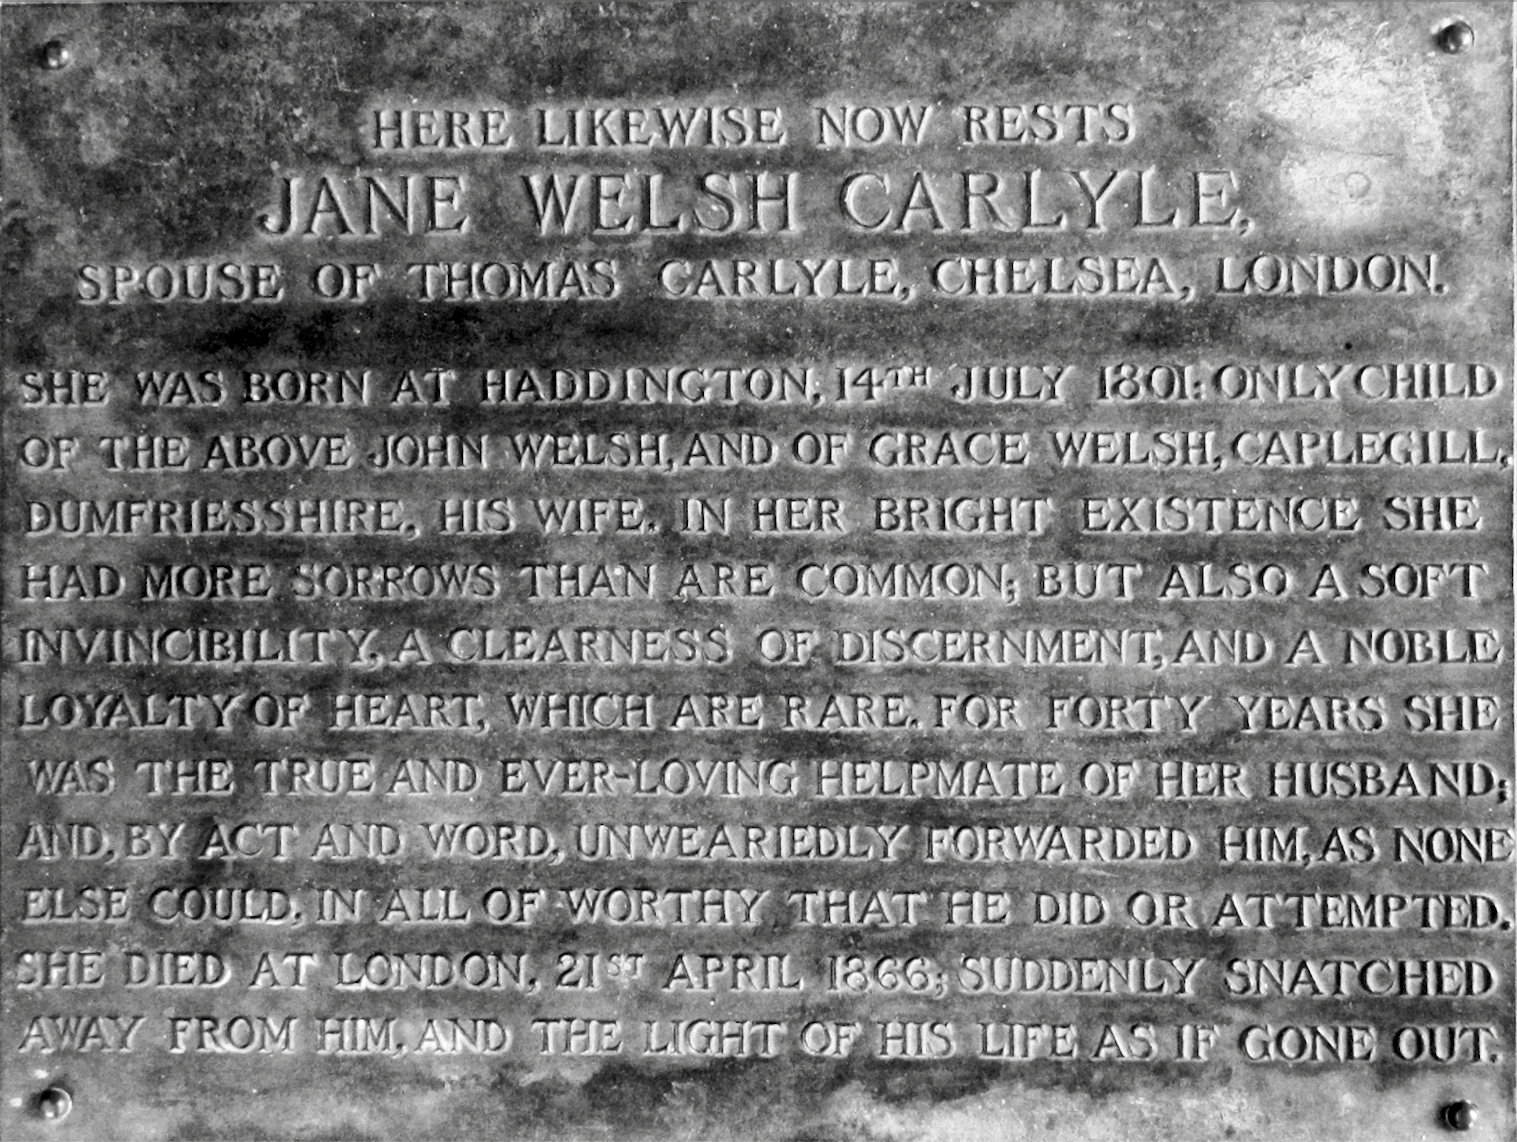 HERE LIKEWISE NOW RESTS
JANE WELSH CARLYLE,
SPOUSE OF THOMAS CARLYLE, CHELSEA, LONDON.
SHE WAS BORN AT HADDINGTON, 14TH JULY 1801: ONLY CHILD
OF THE ABOVE JOHN WELSH, AND OF GRACE WELSH, CAPLEGILL,
DUMFRIESSHIRE, HIS WIFE. IN HER BRIGHT EXISTENCE SHE
HAD MORE SORROWS THAN ARE COMMON; BUT ALSO A SOFT
INVINCIBILITY, A CLEARNESS OF DISCERNMENT, AND A NOBLE
LOYALTY OF HEART, WHICH ARE RARE. FOR FORTY YEARS SHE
WAS THE TRUE AND EVER-LOVING HELPMATE OF HER HUSBAND;
AND, BY ACT AND WORD, UNWEARIEDLY FORWARDED HIM, AS NONE
ELSE COULD, IN ALL OF WORTHY THAT HE DID OR ATTEMPTED.
SHE DIED AT LONDON, 21ST APRIL 1866; SUDDENLY SNATCHED
AWAY FROM HIM, AND THE LIGHT OF HIS LIFE AS IF GONE OUT.